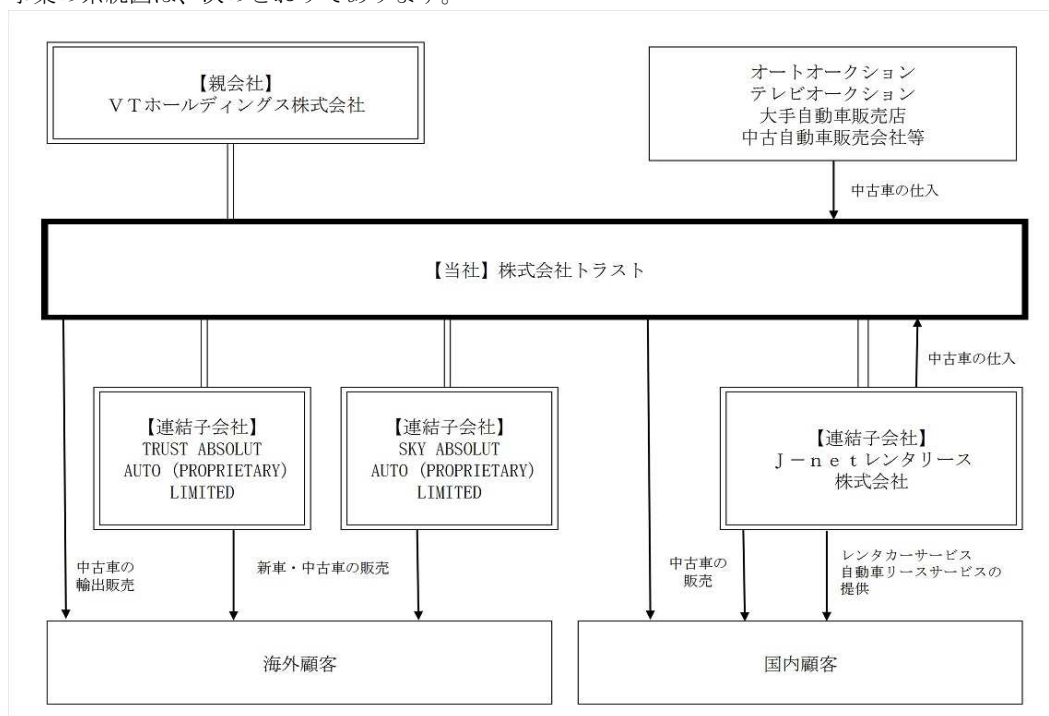 事業の系統図は、次のとおりであります。
【親会社】
VTホールディングス株式会社
オートオークション
テレビオークション
大手自動車販売店
中古自動車販売会社等
中古車の仕入
【当社】株式会社トラスト
中古車の仕入
【連結子会社】
TRUST ABSOLUT
AUTO (PROPRIETARY)
LIMITED
【連結子会社】
SKY ABSOLUT
AUTO (PROPRIETARY)
LIMITED
【連結子会社】
J-netレンタリース
株式会社
中古車の
輸出販売
新車・中古車の販売
中古車の
販売
レンタカーサービス
自動車リースサービスの
提供
海外顧客
国内顧客